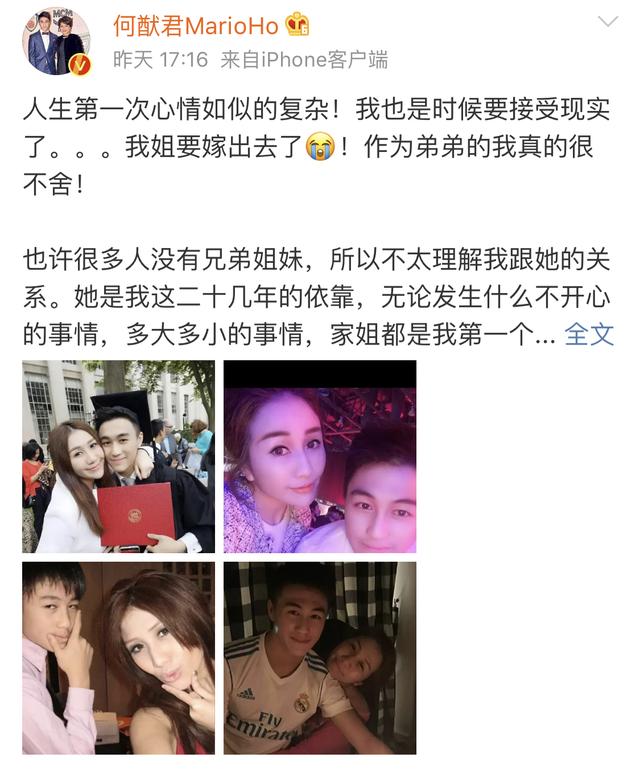 何猷君MarioHo
昨天 17:16 来自iPhone客户端
人生第一次心情如似的复杂！我也是时候要接受现实
了。。。我姐要嫁出去了😭！作为弟弟的我真的很
不舍！
也许很多人没有兄弟姐妹，所以不太理解我跟她的关
系。她是我这二十几年的依靠，无论发生什么不开心
的事情，多大多小的事情，家姐都是我第一个... 全文
MCM
adidas
Fly
Emirates